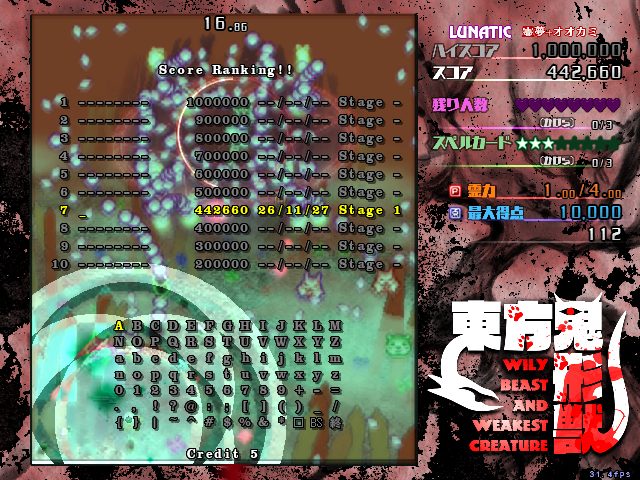 16.86
Score Ranking!!
1 -------- 1000000 --/--/-- Stage -
2 -------- 900000 --/--/-- Stage -
3 -------- 800000 --/--/-- Stage -
4 -------- 700000 --/--/-- Stage -
5 -------- 600000 --/--/-- Stage -
6 -------- 500000 --/--/-- Stage -
7 _ 442660 26/11/27 Stage 1
8 -------- 400000 --/--/-- Stage -
9 -------- 300000 --/--/-- Stage -
10 -------- 200000 --/--/-- Stage -
A B C D E F G H I J K L M
N O P Q R S T U V W X Y Z
a b c d e f g h i j k l m
n o p q r s t u v w x y z
0 1 2 3 4 5 6 7 8 9 + - =
. , ! ? @ : ; [ ] ( ) _ /
{ } | ~ ^ # $ % & * □ BS 終
Credit 5
LUNATIC 霊夢+オオカミ
ハイスコア 1,000,000
スコア 442,660
残り人数
(かけら) 0/3
スペルカード ★★★
(かけら) 0/3
P 霊力 1.00/4.00
最大得点 10,000
112
東方鬼形獣
WILY
BEAST
AND
WEAKEST
CREATURE
31.4fps